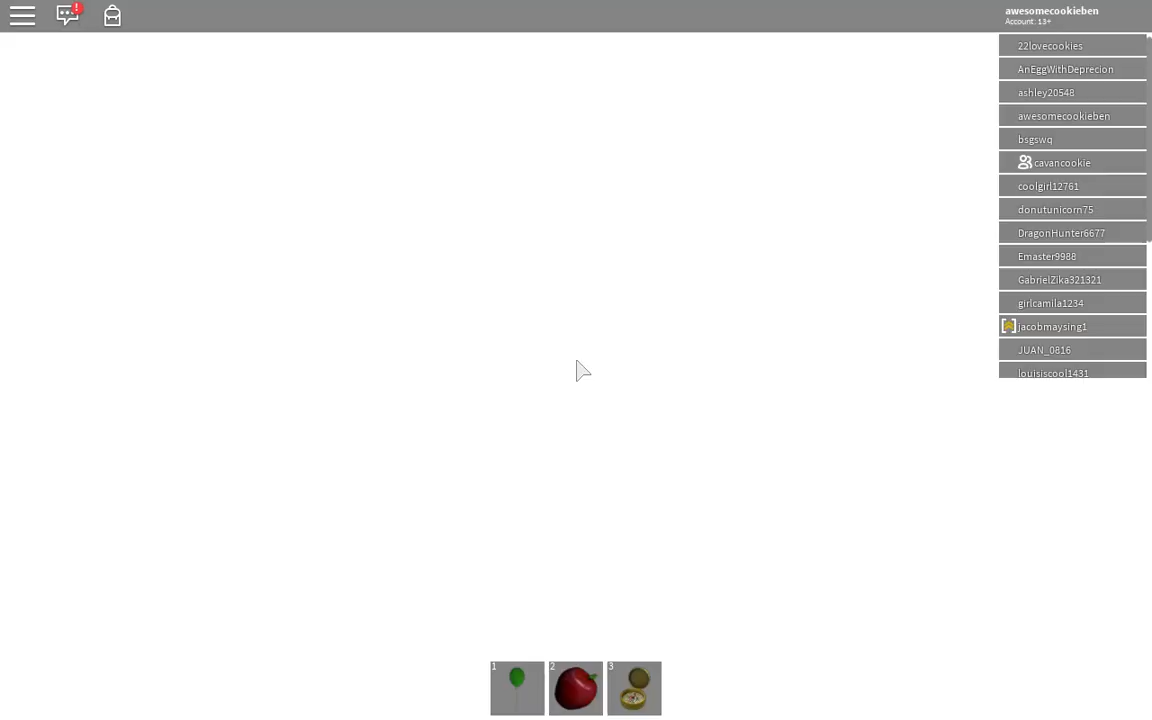 awesomecookieben
Account: 13+
22lovecookies
AnEggWithDeprecion
ashley20548
awesomecookieben
bsgswq
cavancookie
coolgirl12761
donutunicorn75
DragonHunter6677
Emaster9988
GabrielZika321321
girlcamila1234
jacobmaysing1
JUAN_0816
louisiscool1431
1
2
3